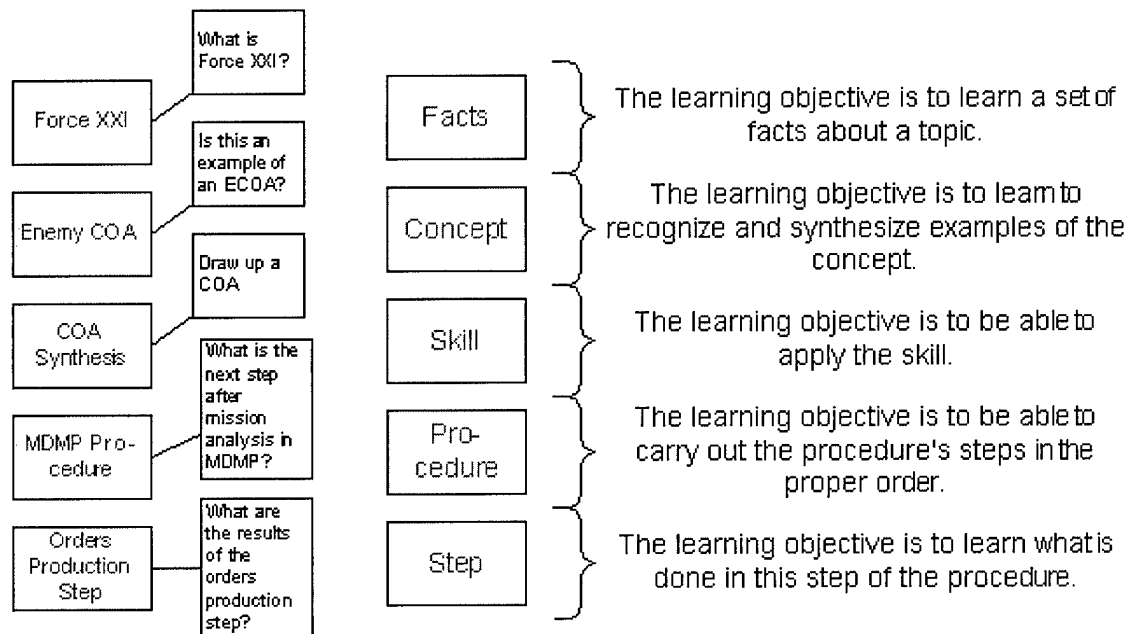 What is
Force XXI?
Force XXI
Facts
The learning objective is to learn a set of
facts about a topic.
Is this an
example of
an ECOA?
Enemy COA
Concept
The learning objective is to learn to
recognize and synthesize examples of the
concept.
Draw up a
COA
COA
Synthesis
Skill
The learning objective is to be able to
apply the skill.
What is the
next step
after
mission
analysis in
MDMP?
MDMP Pro-
cedure
Pro-
cedure
The learning objective is to be able to
carry out the procedure's steps in the
proper order.
What are
the results
of the
orders
production
step?
Orders
Production
Step
Step
The learning objective is to learn what is
done in this step of the procedure.